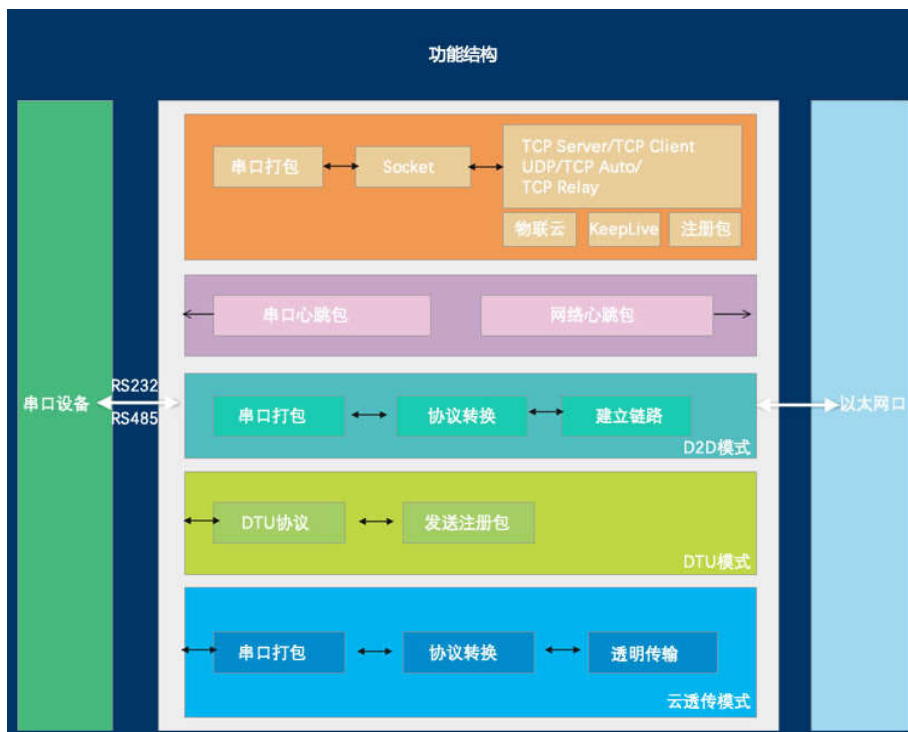 功能结构
串口打包
Socket
TCP Server/TCP Client
UDP/TCP Auto/
TCP Relay
物联云
KeepLive
注册包
串口心跳包
网络心跳包
串口设备
RS232
RS485
串口打包
协议转换
建立链路
D2D模式
以太网口
DTU协议
发送注册包
DTU模式
串口打包
协议转换
透明传输
云透传模式